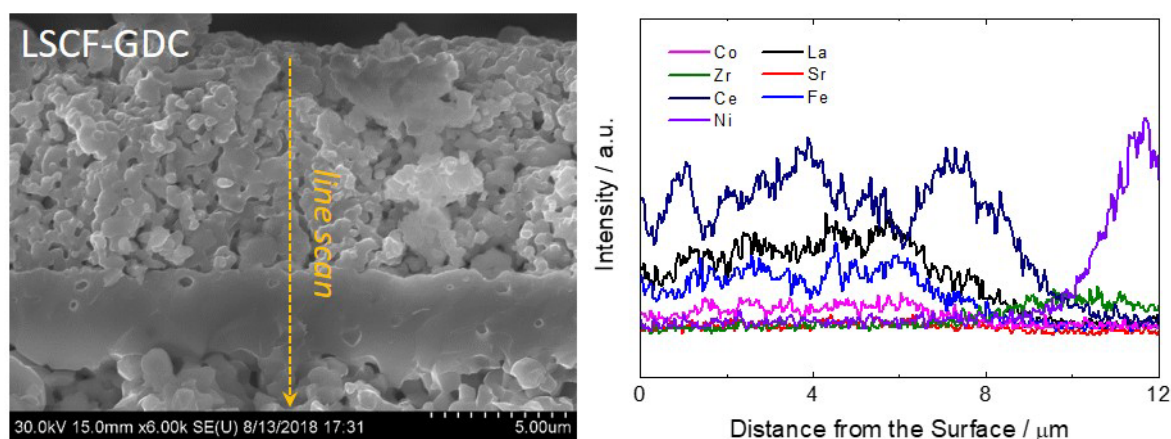 LSCF-GDC
line scan
30.0kV 15.0mm x6.00k SE(U) 8/13/2018 17:31
5.00um
Intensity / a.u.
Co
Zr
Ce
Ni
La
Sr
Fe
0
4
8
12
Distance from the Surface / μm